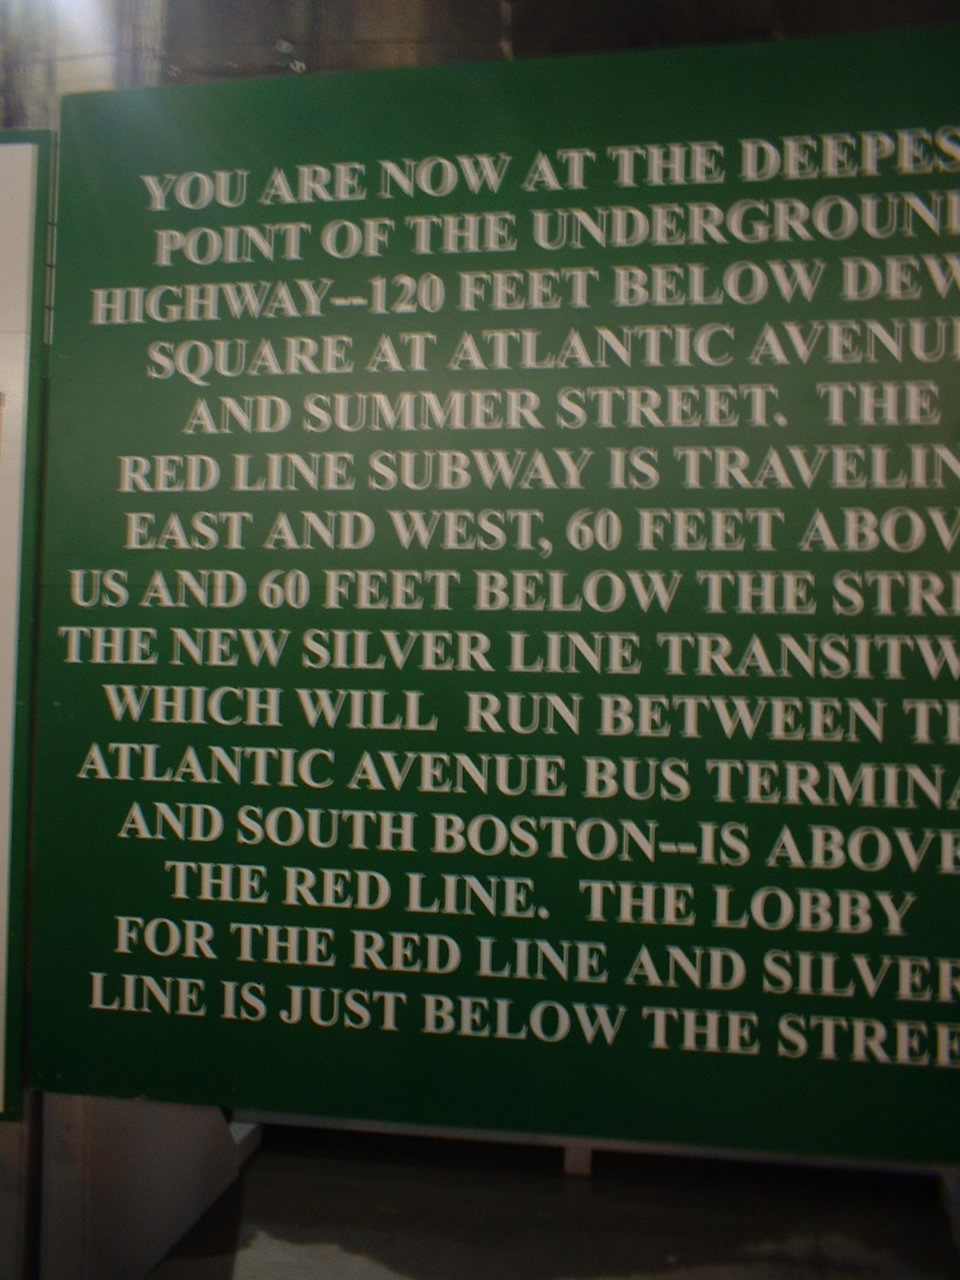 YOU ARE NOW AT THE DEEPES
POINT OF THE UNDERGROUN
HIGHWAY--120 FEET BELOW DEW
SQUARE AT ATLANTIC AVENU
AND SUMMER STREET. THE
RED LINE SUBWAY IS TRAVELIN
EAST AND WEST, 60 FEET ABOV
US AND 60 FEET BELOW THE STRE
THE NEW SILVER LINE TRANSITW
WHICH WILL RUN BETWEEN TH
ATLANTIC AVENUE BUS TERMINA
AND SOUTH BOSTON--IS ABOVE
THE RED LINE. THE LOBBY
FOR THE RED LINE AND SILVER
LINE IS JUST BELOW THE STREE